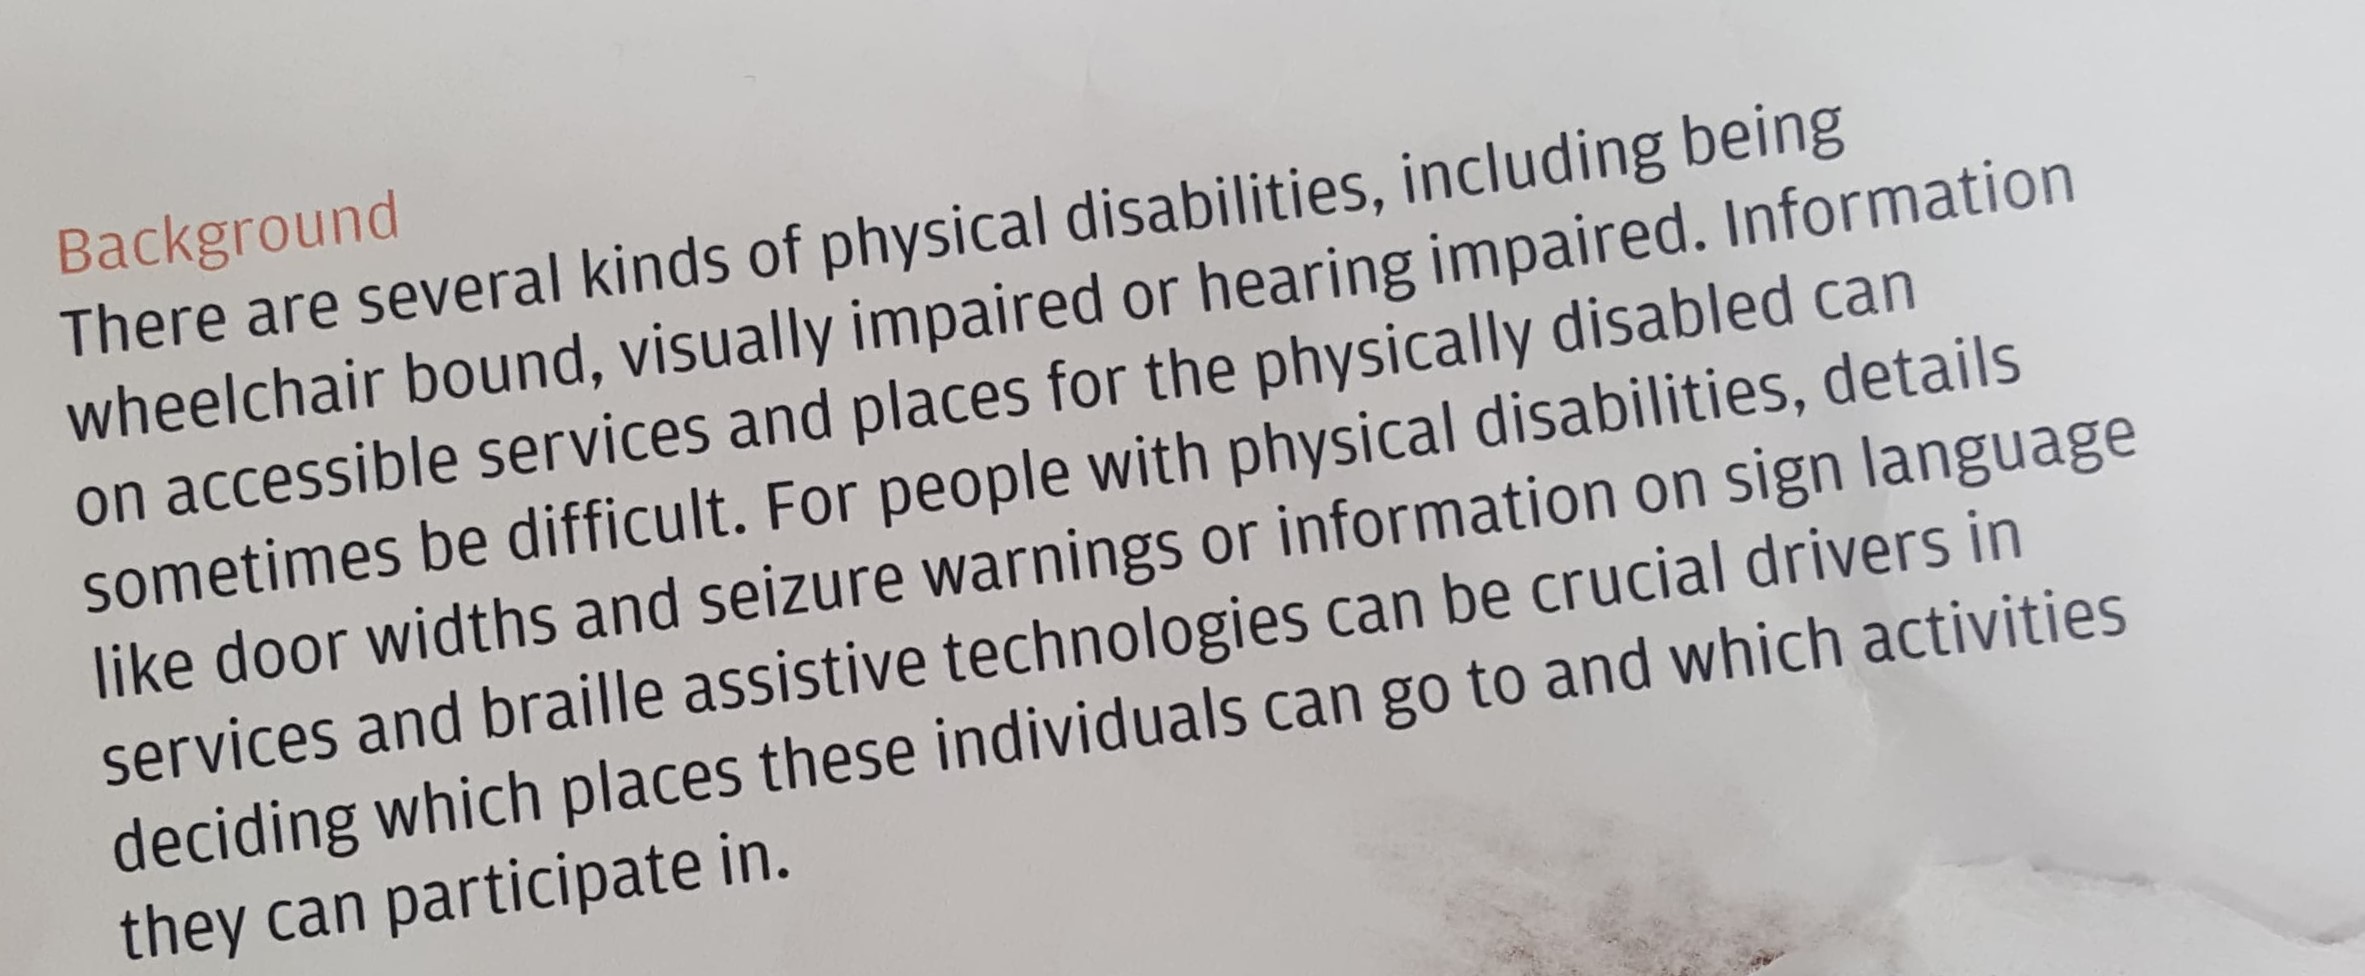 Background
There are several kinds of physical disabilities, including being
wheelchair bound, visually impaired or hearing impaired. Information
on accessible services and places for the physically disabled can
sometimes be difficult. For people with physical disabilities, details
like door widths and seizure warnings or information on sign language
services and braille assistive technologies can be crucial drivers in
deciding which places these individuals can go to and which activities
they can participate in.